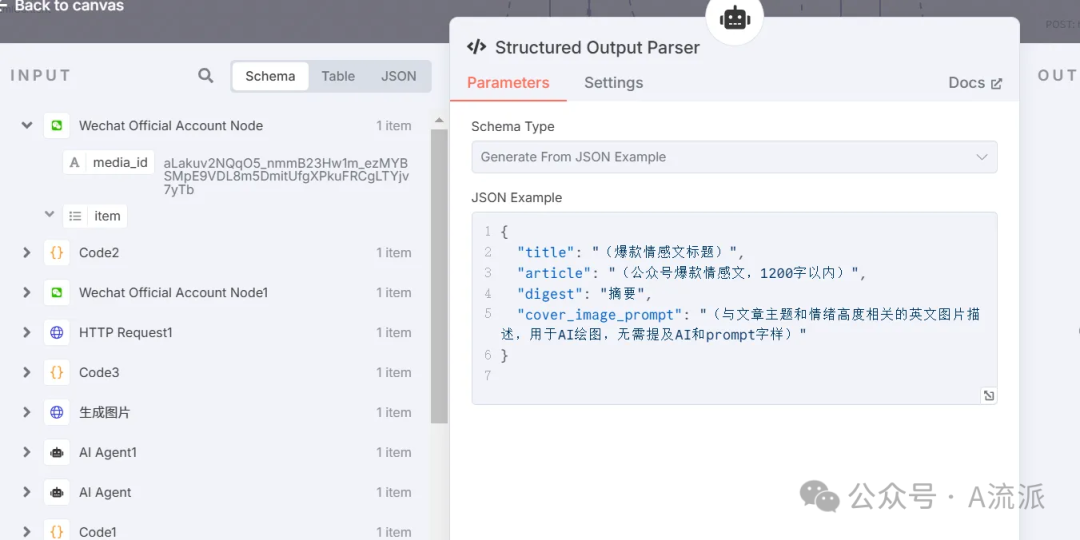 Back to canvas
POST:
INPUT
Schema
Table
JSON
Wechat Official Account Node
1 item
A
media_id
aLakuv2NQqO5_nmmB23Hw1m_ezMYB
SMpE9VDL8m5DmitUfgXPkuFRCgLTYjv
7yTb
item
Code2
1 item
Wechat Official Account Node1
1 item
HTTP Request1
1 item
Code3
1 item
生成图片
1 item
AI Agent1
1 item
AI Agent
1 item
Code1
1 item
Structured Output Parser
Parameters
Settings
Docs
Schema Type
Generate From JSON Example
JSON Example
1 {
2 "title": "（爆款情感文标题）",
3 "article": "（公众号爆款情感文，1200字以内）",
4 "digest": "摘要",
5 "cover_image_prompt": "（与文章主题和情绪高度相关的英文图片描
述，用于AI绘图，无需提及AI和prompt字样）"
6 }
7
OUT
公众号 · A流派